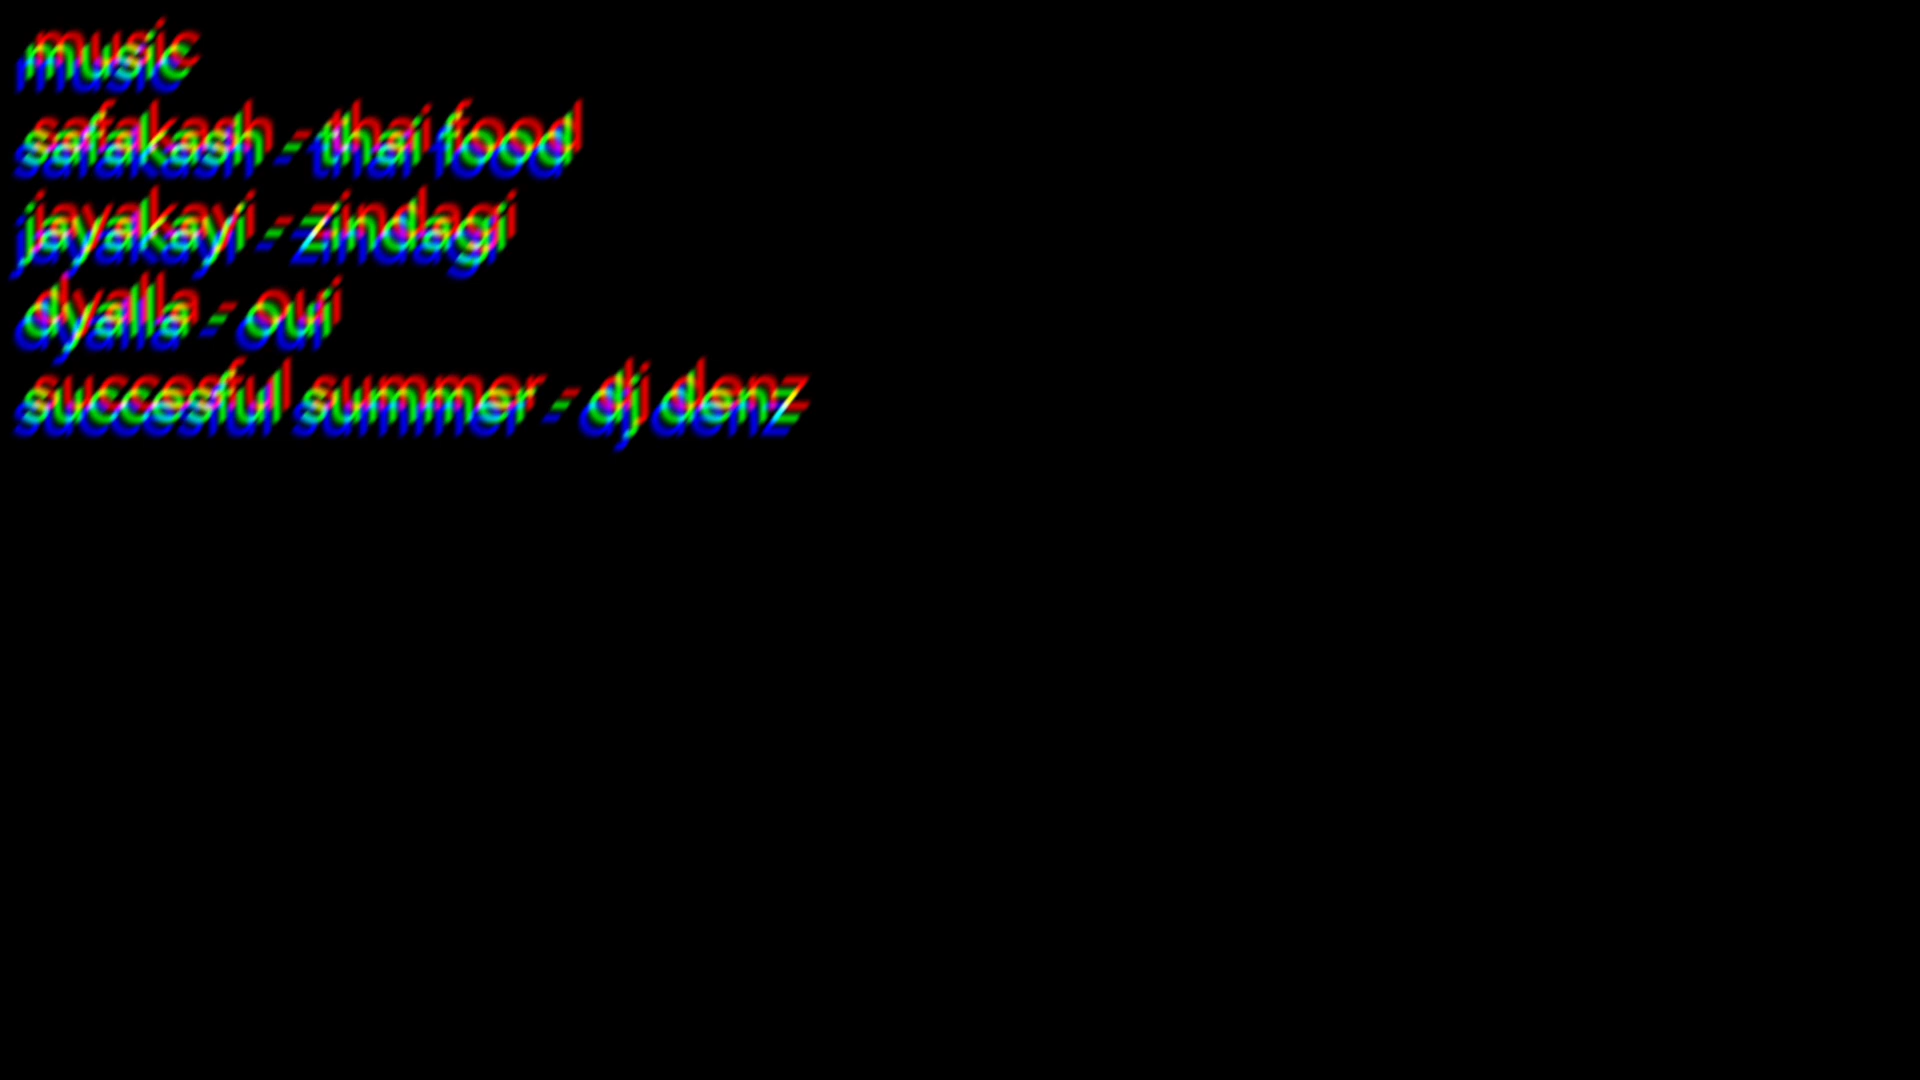 music
safakash - thai food
jayakayi - zindagi
dyalla - oui
succesful summer - dj denz